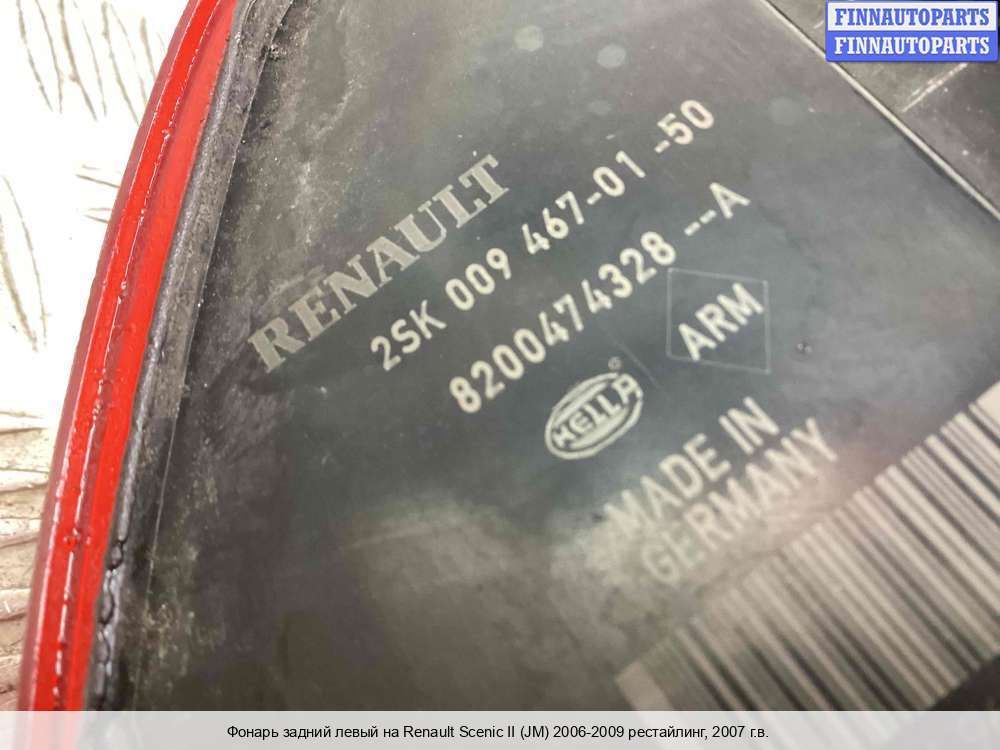 FINNAUTOPARTS
FINNAUTOPARTS
RENAULT
2SK 009 467-01 -50
8200474328 --A
HELLA
ARM
MADE IN
GERMANY
Фонарь задний левый на Renault Scenic II (JM) 2006-2009 рестайлинг, 2007 г.в.